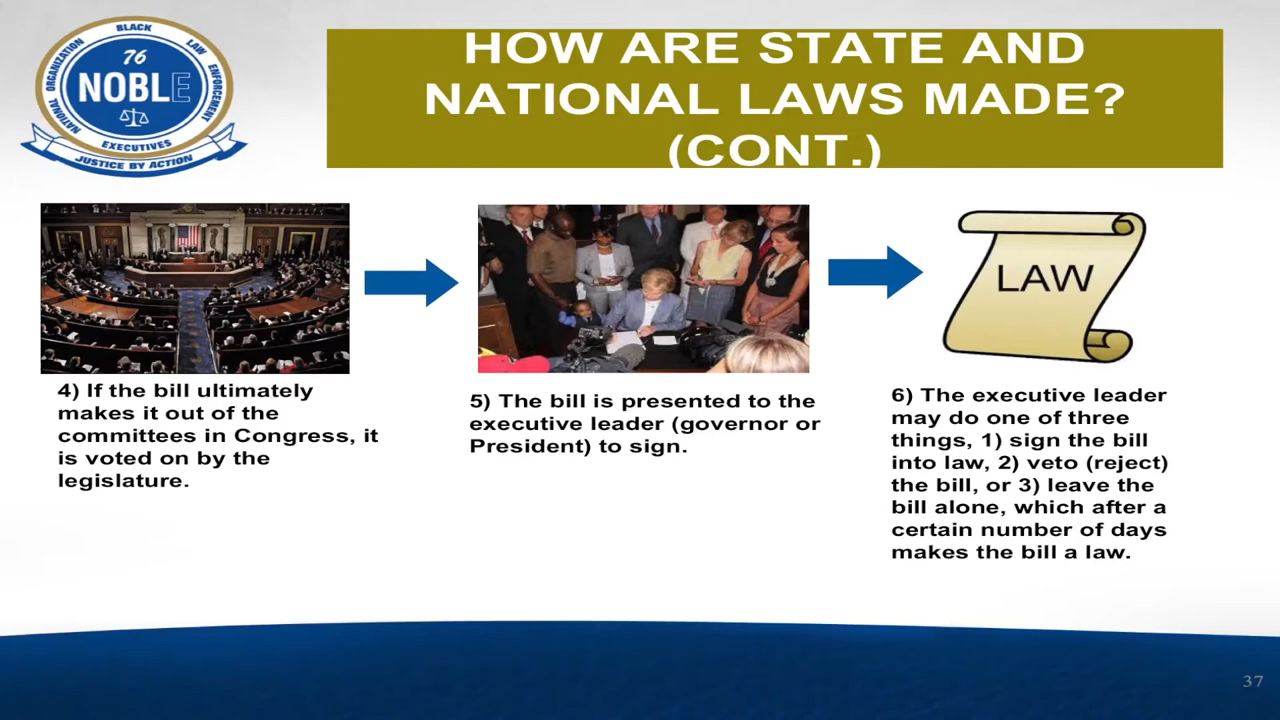 NATIONAL ORGANIZATION
BLACK
LAW
ENFORCEMENT
76
NOBLE
EXECUTIVES
JUSTICE BY ACTION
HOW ARE STATE AND
NATIONAL LAWS MADE?
(CONT.)
4) If the bill ultimately
makes it out of the
committees in Congress, it
is voted on by the
legislature.
5) The bill is presented to the
executive leader (governor or
President) to sign.
LAW
6) The executive leader
may do one of three
things, 1) sign the bill
into law, 2) veto (reject)
the bill, or 3) leave the
bill alone, which after a
certain number of days
makes the bill a law.
37